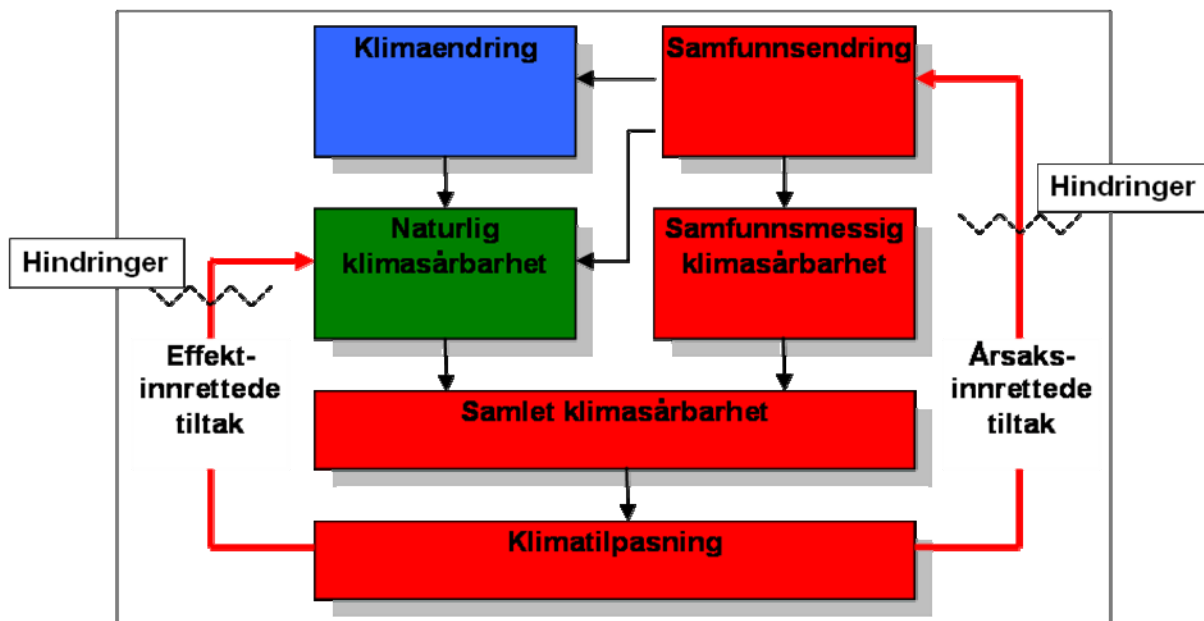 Klimaendring
Samfunnsendring
Hindringer
Naturlig
klimasårbarhet
Samfunnsmessig
klimasårbarhet
Hindringer
Effekt-
innrettede
tiltak
Årsaks-
innrettede
tiltak
Samlet klimasårbarhet
Klimatilpasning